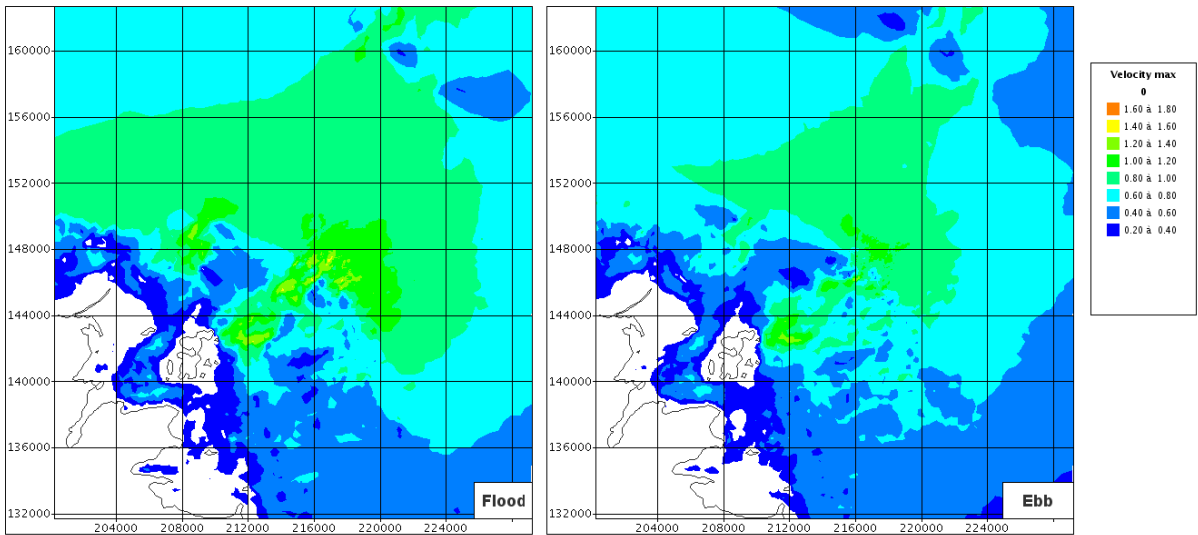 160000
156000
152000
148000
144000
140000
136000
132000
204000 208000 212000 216000 220000 224000
Flood
160000
156000
152000
148000
144000
140000
136000
132000
204000 208000 212000 216000 220000 224000
Ebb
Velocity max
0
1.60 à 1.80
1.40 à 1.60
1.20 à 1.40
1.00 à 1.20
0.80 à 1.00
0.60 à 0.80
0.40 à 0.60
0.20 à 0.40